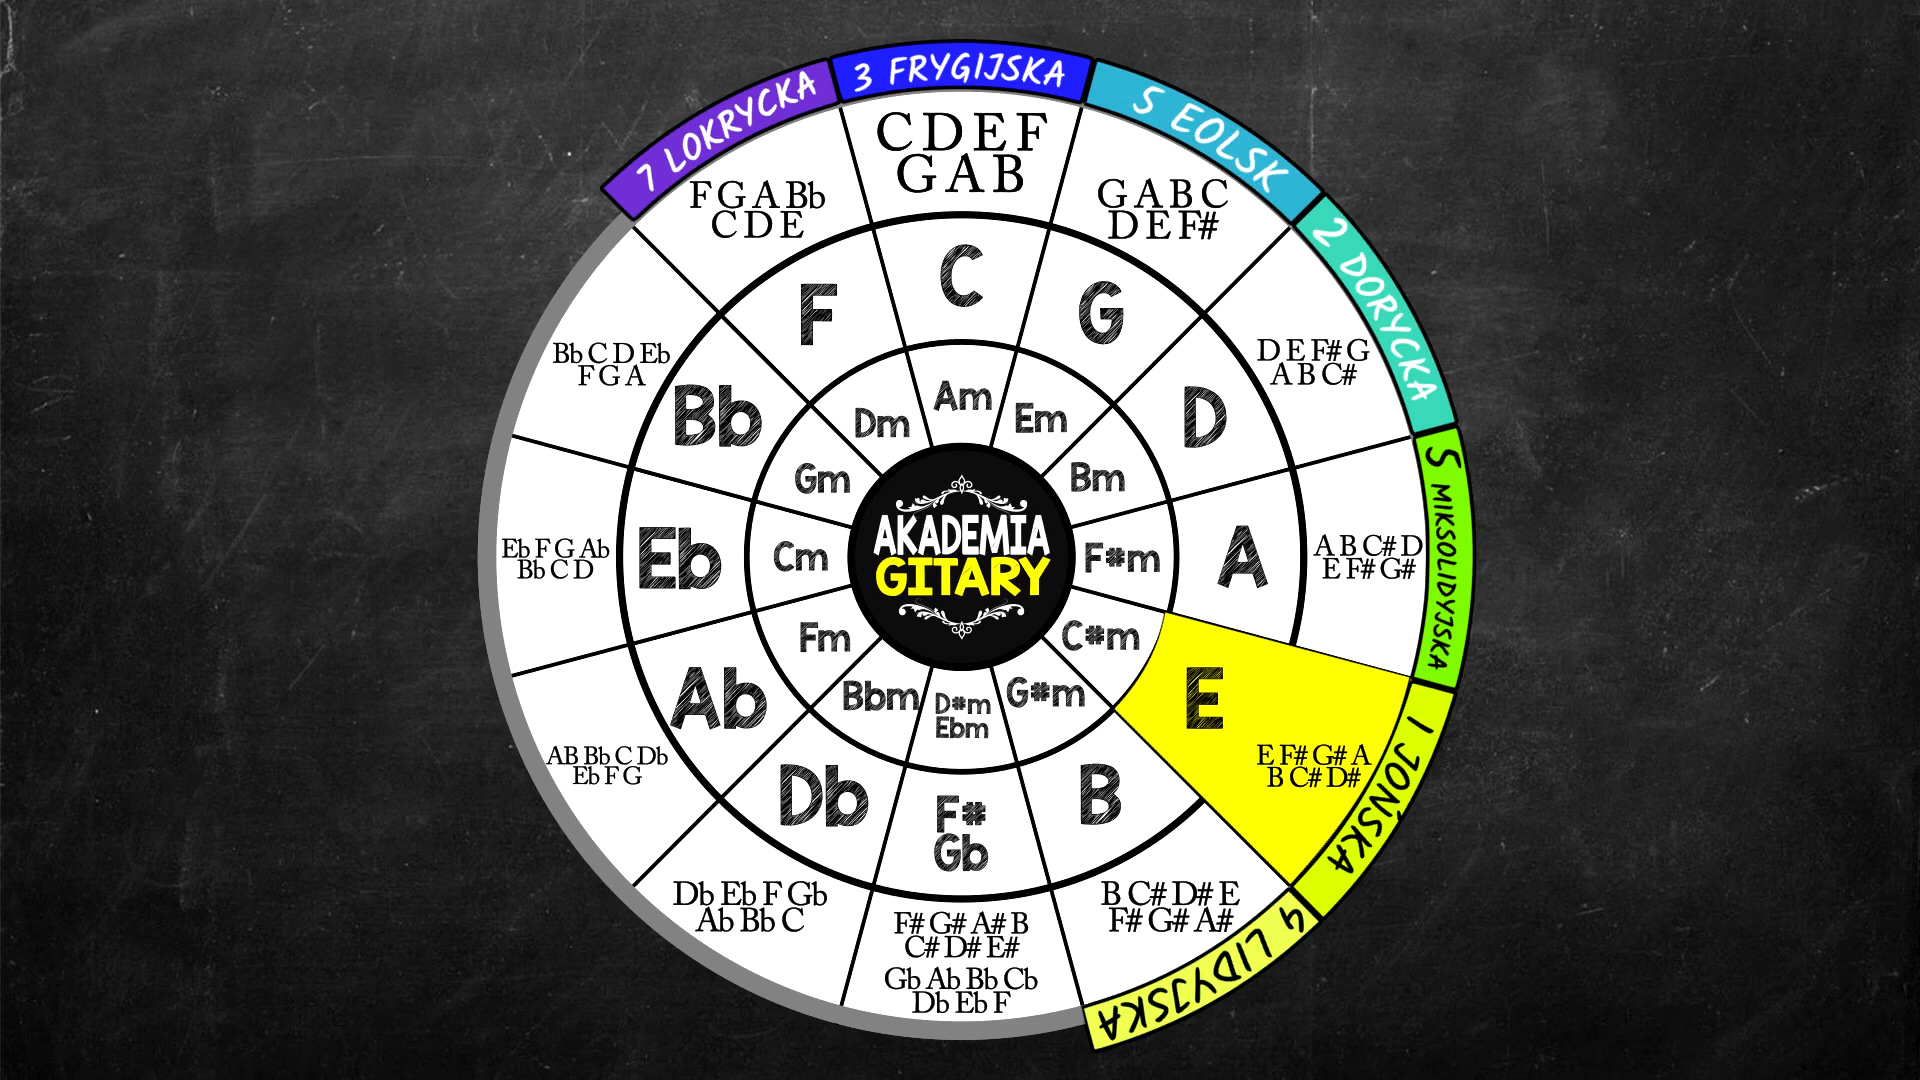 7 LOKRYCKA
3 FRYGIJSKA
5 EOLSK
2 DORYCKA
5 MIKSOLIDYJSKA
1 JOŃSKA
4 LIDYJSKA
C D E F
G A B
G A B C
D E F#
D E F# G
A B C#
A B C# D
E F# G#
E F# G# A
B C# D#
B C# D# E
F# G# A#
F# G# A# B
C# D# E#
Gb Ab Bb Cb
Db Eb F
Db Eb F Gb
Ab Bb C
AB Bb C Db
Eb F G
Eb F G Ab
Bb C D
Bb C D Eb
F G A
F G A Bb
C D E
C
G
D
A
E
B
F#
Gb
Db
Ab
Eb
Bb
F
Am
Em
Bm
F#m
C#m
G#m
D#m
Ebm
Bbm
Fm
Cm
Gm
Dm
AKADEMIA
GITARY